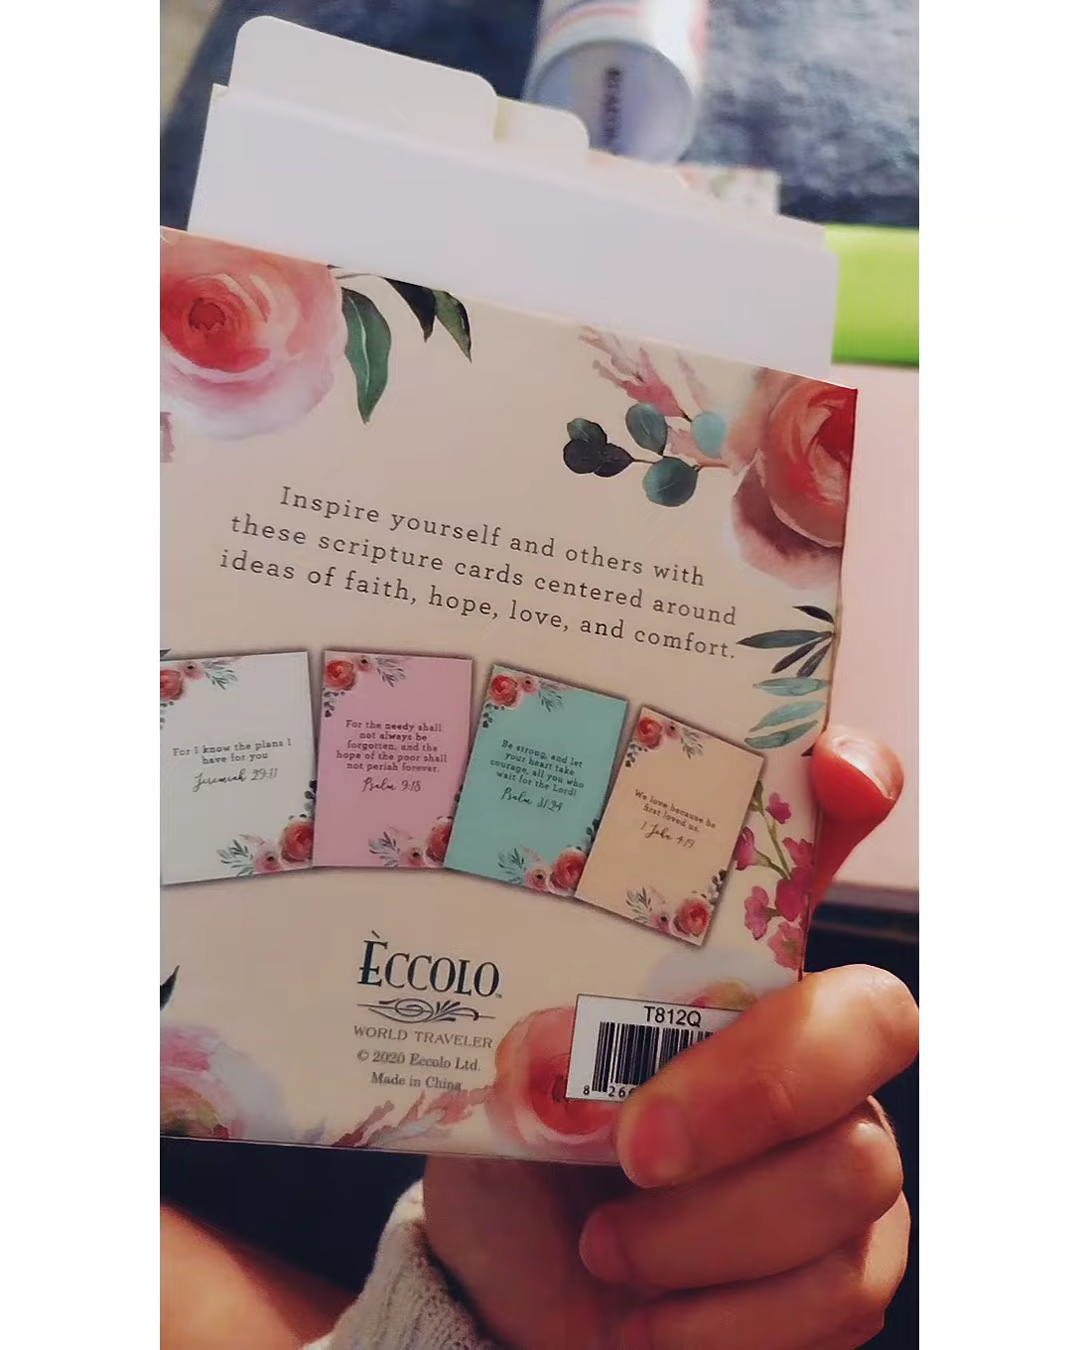 Inspire yourself and others with
these scripture cards centered around
ideas of faith, hope, love, and comfort.
For I know the plans I
have for you
Jeremiah 29:11
For the needy shall
not always be
forgotten, and the
hope of the poor shall
not perish forever.
Psalm 9:18
Be strong, and let
your heart take
courage, all you who
wait for the Lord!
Psalm 31:24
We love because he
first loved us.
1 John 4:19
ÈCCOLO™
WORLD TRAVELER
© 2020 Eccolo Ltd.
Made in China
T812Q
8 26